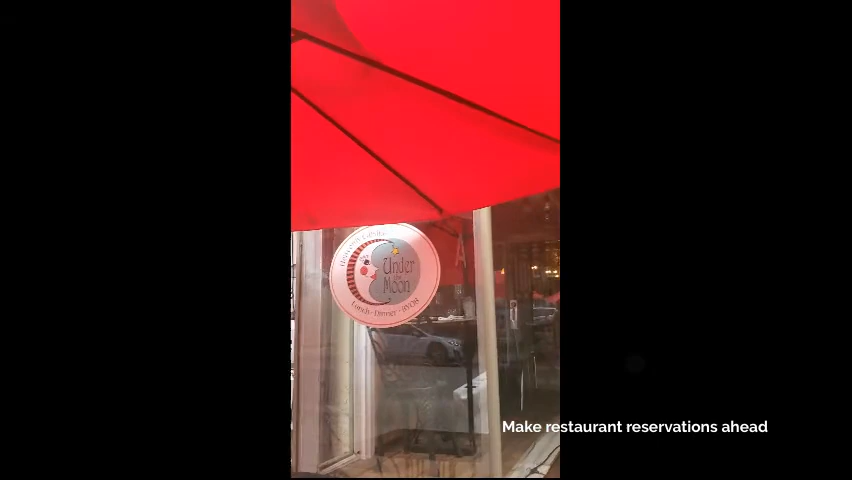 Under
the
Moon
Lunch - Dinner - BYOB
Make restaurant reservations ahead